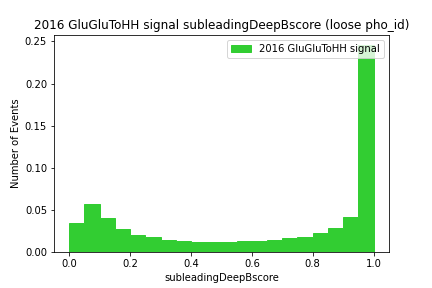 2016 GluGluToHH signal subleadingDeepBscore (loose pho_id)
2016 GluGluToHH signal
Number of Events
0.25
0.20
0.15
0.10
0.05
0.00
0.0 0.2 0.4 0.6 0.8 1.0
subleadingDeepBscore